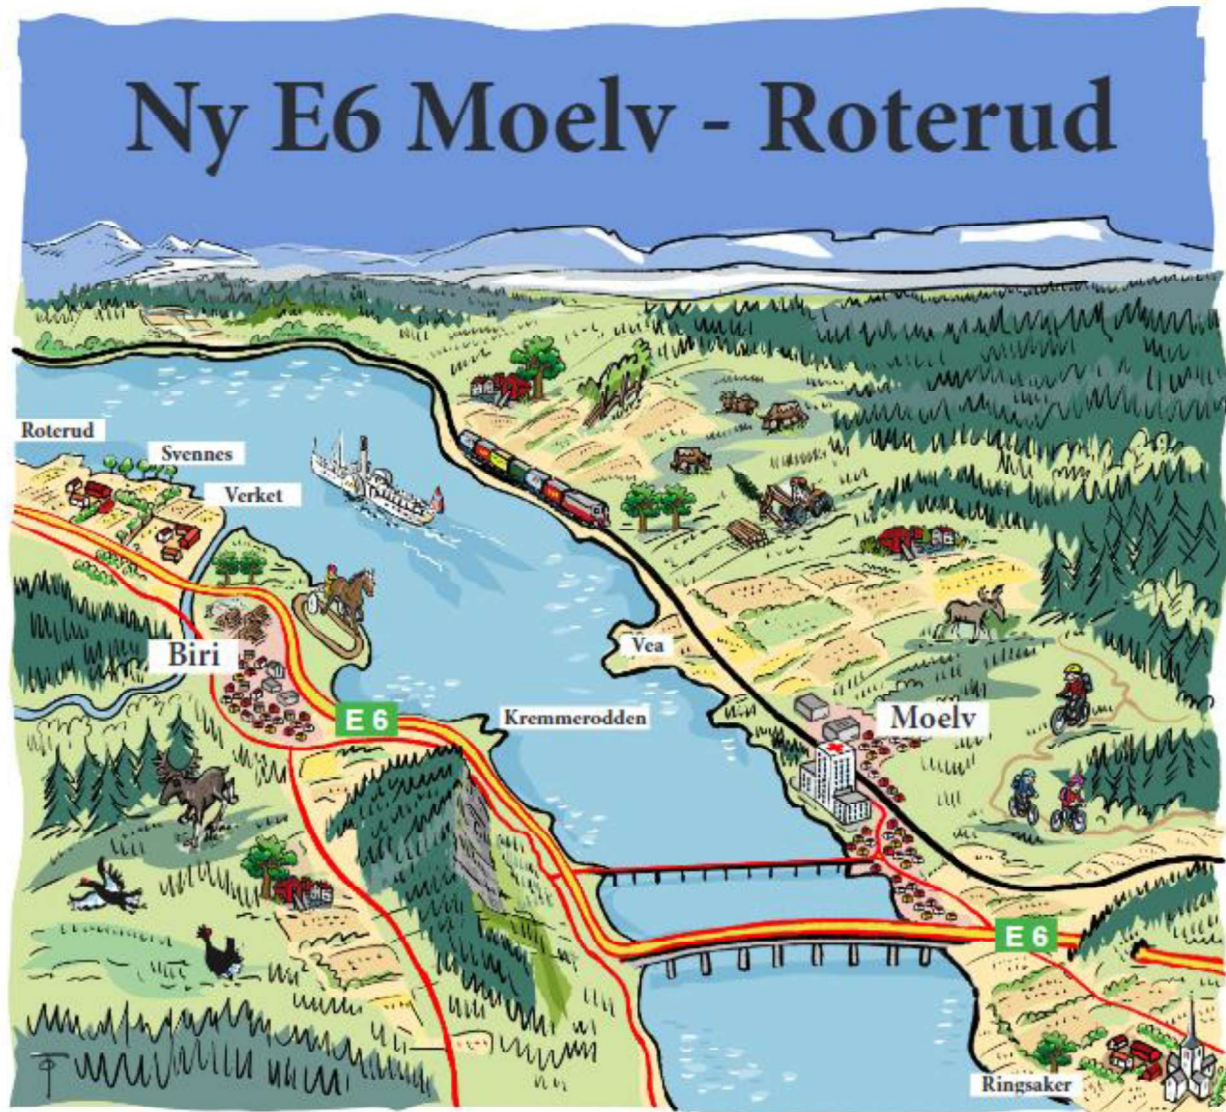 Ny E6 Moelv - Roterud
Roterud
Svennes
Verket
Biri
Vea
E 6
Kremmerodden
Moelv
E 6
Ringsaker